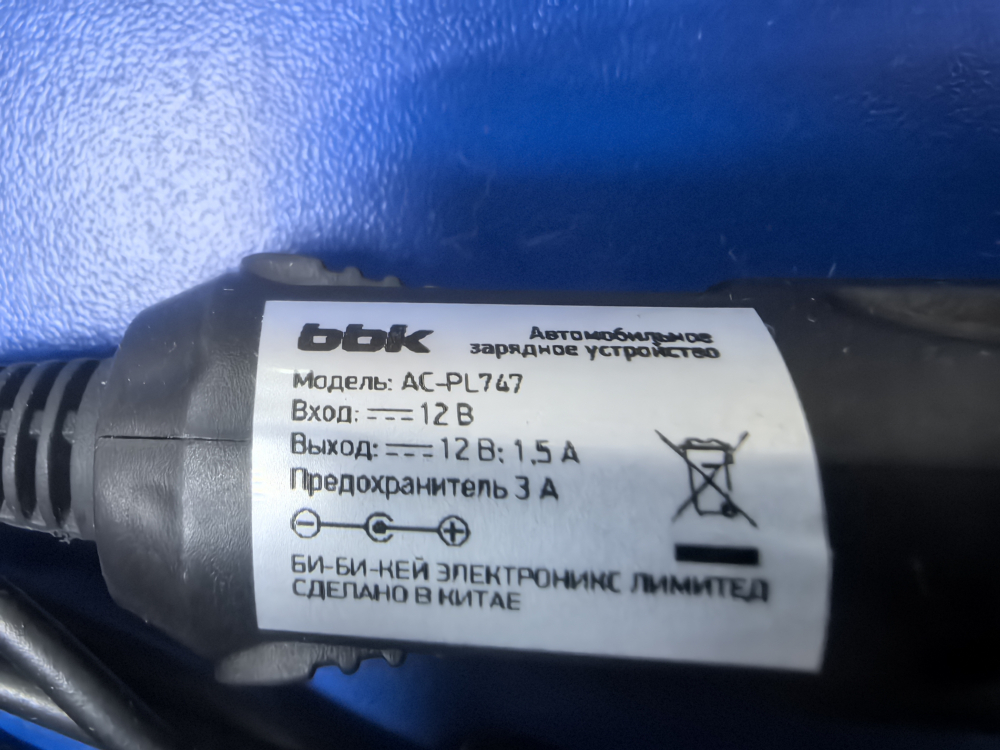 bbk
Автомобильное
зарядное устройство
Модель: AC-PL747
Вход: 12 В
Выход: 12 В: 1,5 А
Предохранитель 3 А
БИ-БИ-КЕЙ ЭЛЕКТРОНИКС ЛИМИТЕД
СДЕЛАНО В КИТАЕ